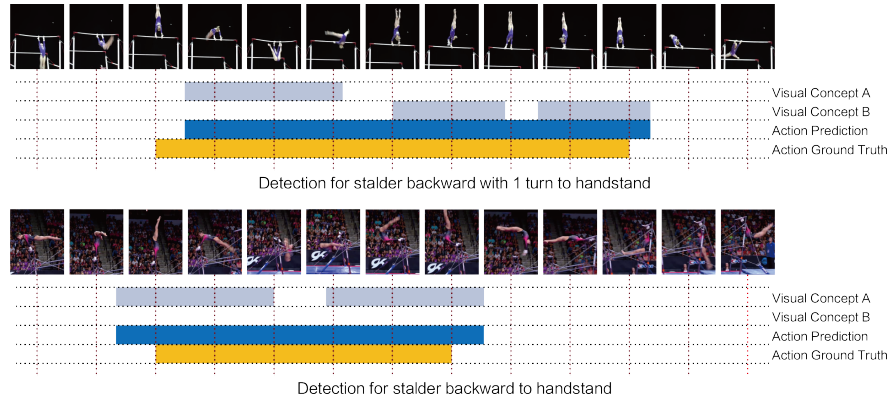 Visual Concept A
Visual Concept B
Action Prediction
Action Ground Truth
Detection for stalder backward with 1 turn to handstand
Visual Concept A
Visual Concept B
Action Prediction
Action Ground Truth
Detection for stalder backward to handstand